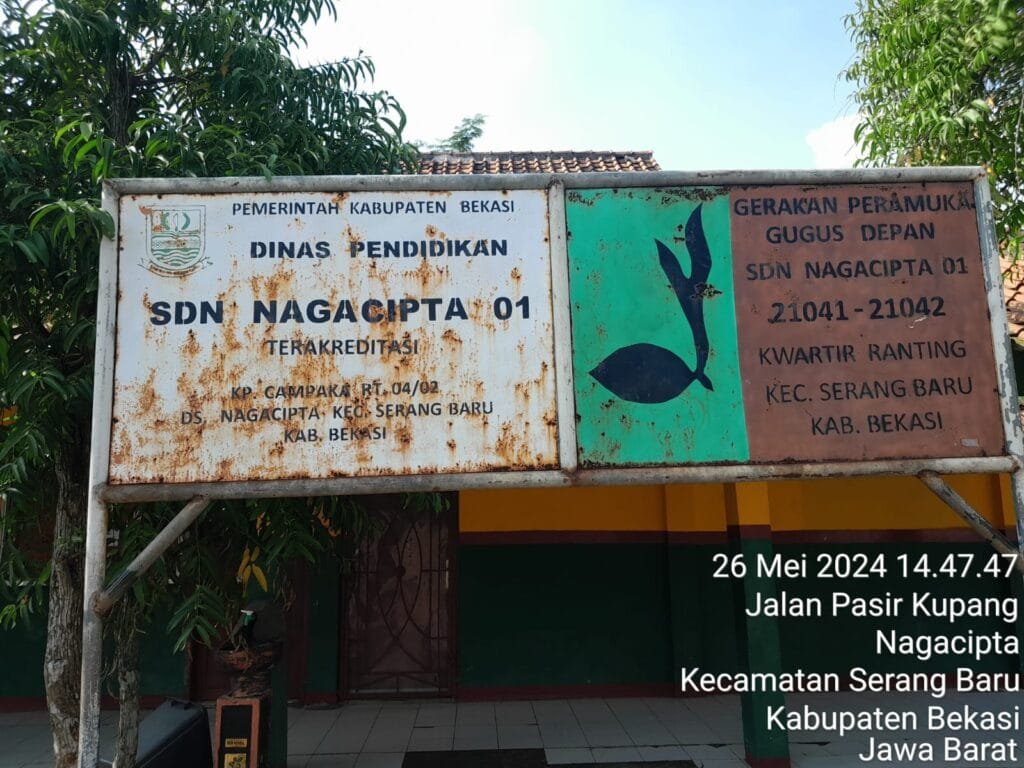 PEMERINTAH KABUPATEN BEKASI
DINAS PENDIDIKAN
SDN NAGACIPTA 01
TERAKREDITASI
KP. CAMPAKA RT. 04/02
DS. NAGACIPTA KEC. SERANG BARU
KAB. BEKASI
GERAKAN PERAMUKA
GUGUS DEPAN
SDN NAGACIPTA 01
21041 - 21042
KWARTIR RANTING
KEC. SERANG BARU
KAB. BEKASI
26 Mei 2024 14.47.47
Jalan Pasir Kupang
Nagacipta
Kecamatan Serang Baru
Kabupaten Bekasi
Jawa Barat